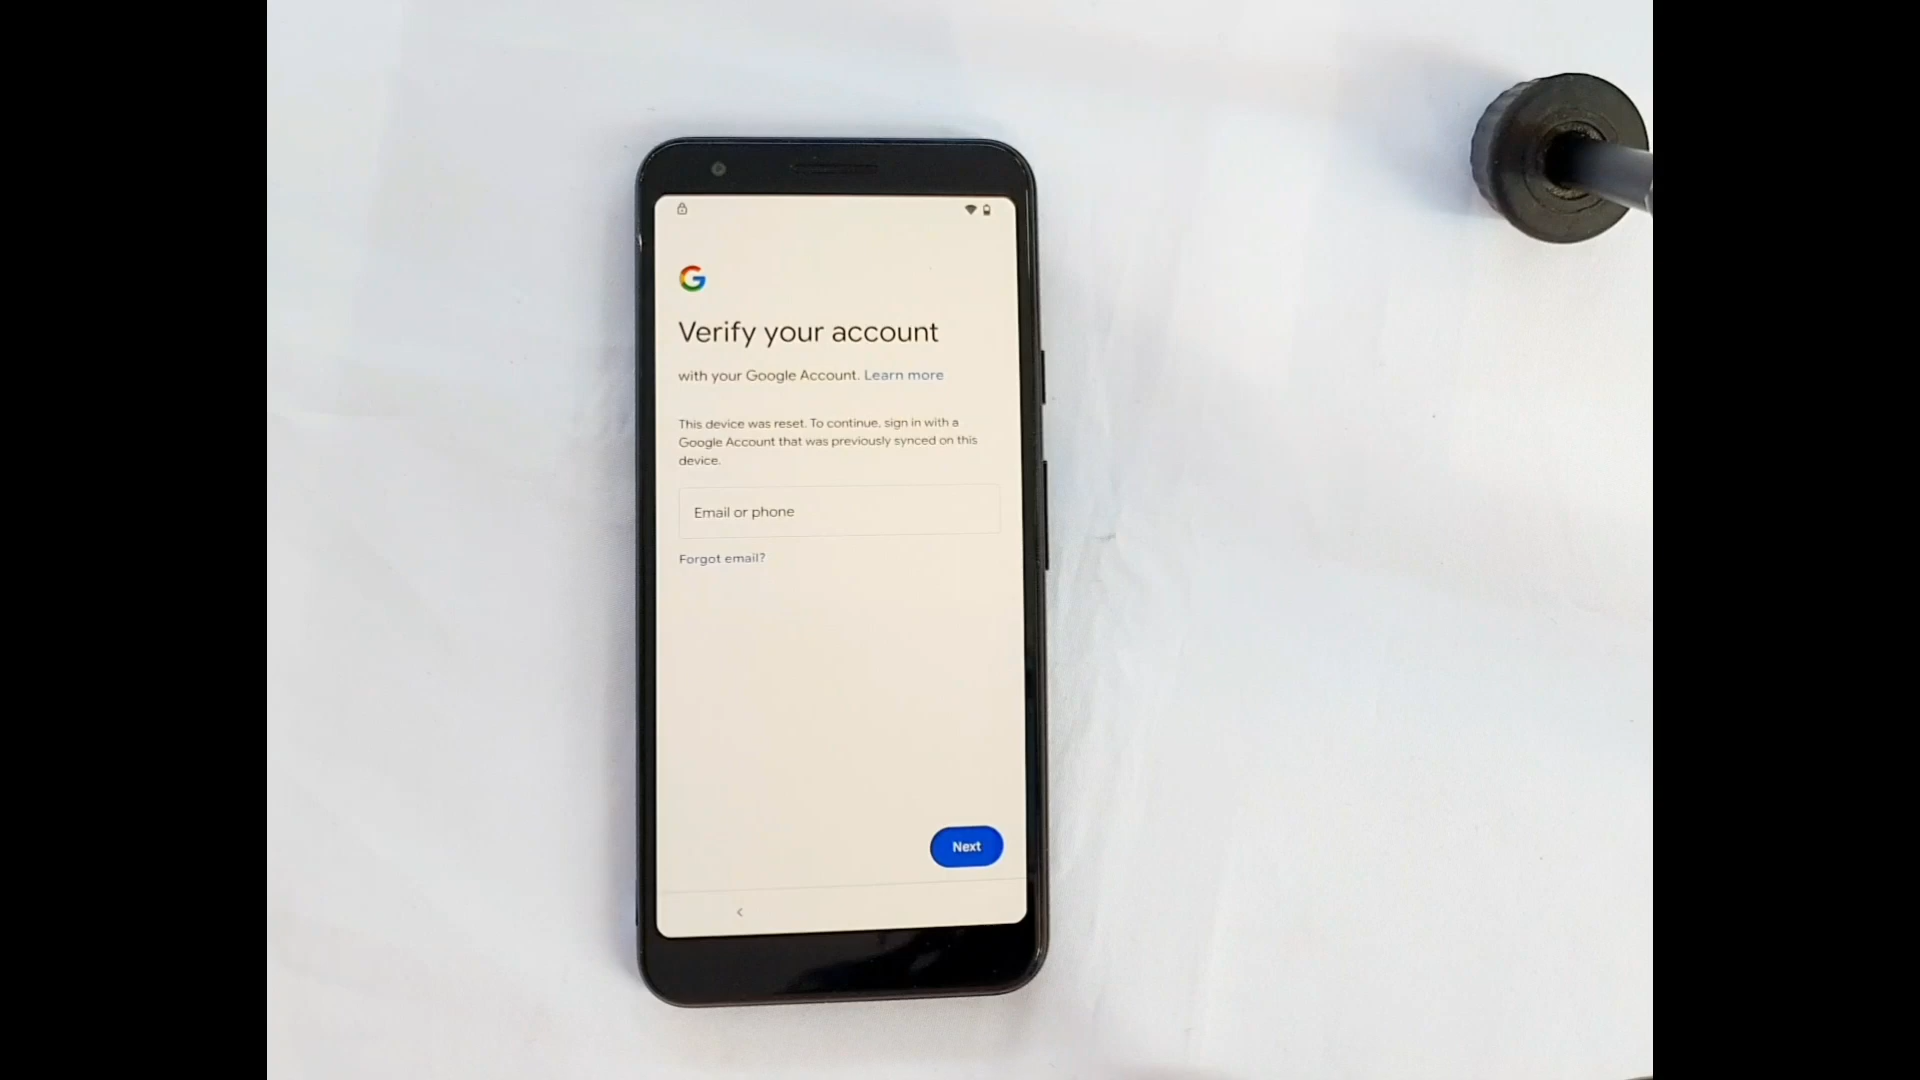 Verify your account
with your Google Account. Learn more
This device was reset. To continue, sign in with a
Google Account that was previously synced on this
device.
Email or phone
Forgot email?
Next